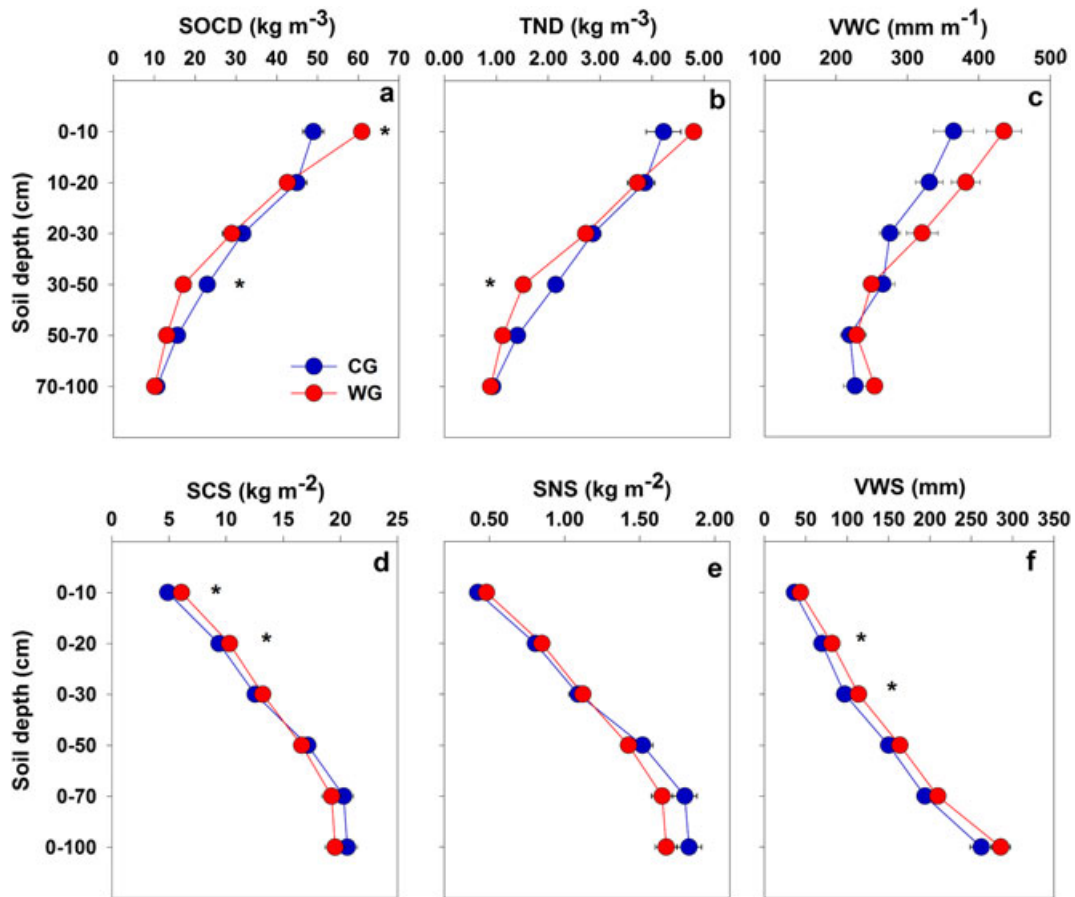 SOCD (kg m-3) TND (kg m-3) VWC (mm m-1)
0 10 20 30 40 50 60 70 0.00 1.00 2.00 3.00 4.00 5.00 100 200 300 400 500
a b c
0-10 *
10-20
20-30
30-50 * *
50-70
70-100
Soil depth (cm)
CG
WG
SCS (kg m-2) SNS (kg m-2) VWS (mm)
0 5 10 15 20 25 0.50 1.00 1.50 2.00 0 50 100 150 200 250 300 350
d e f
0-10 *
0-20 * *
0-30 *
0-50
0-70
0-100
Soil depth (cm)